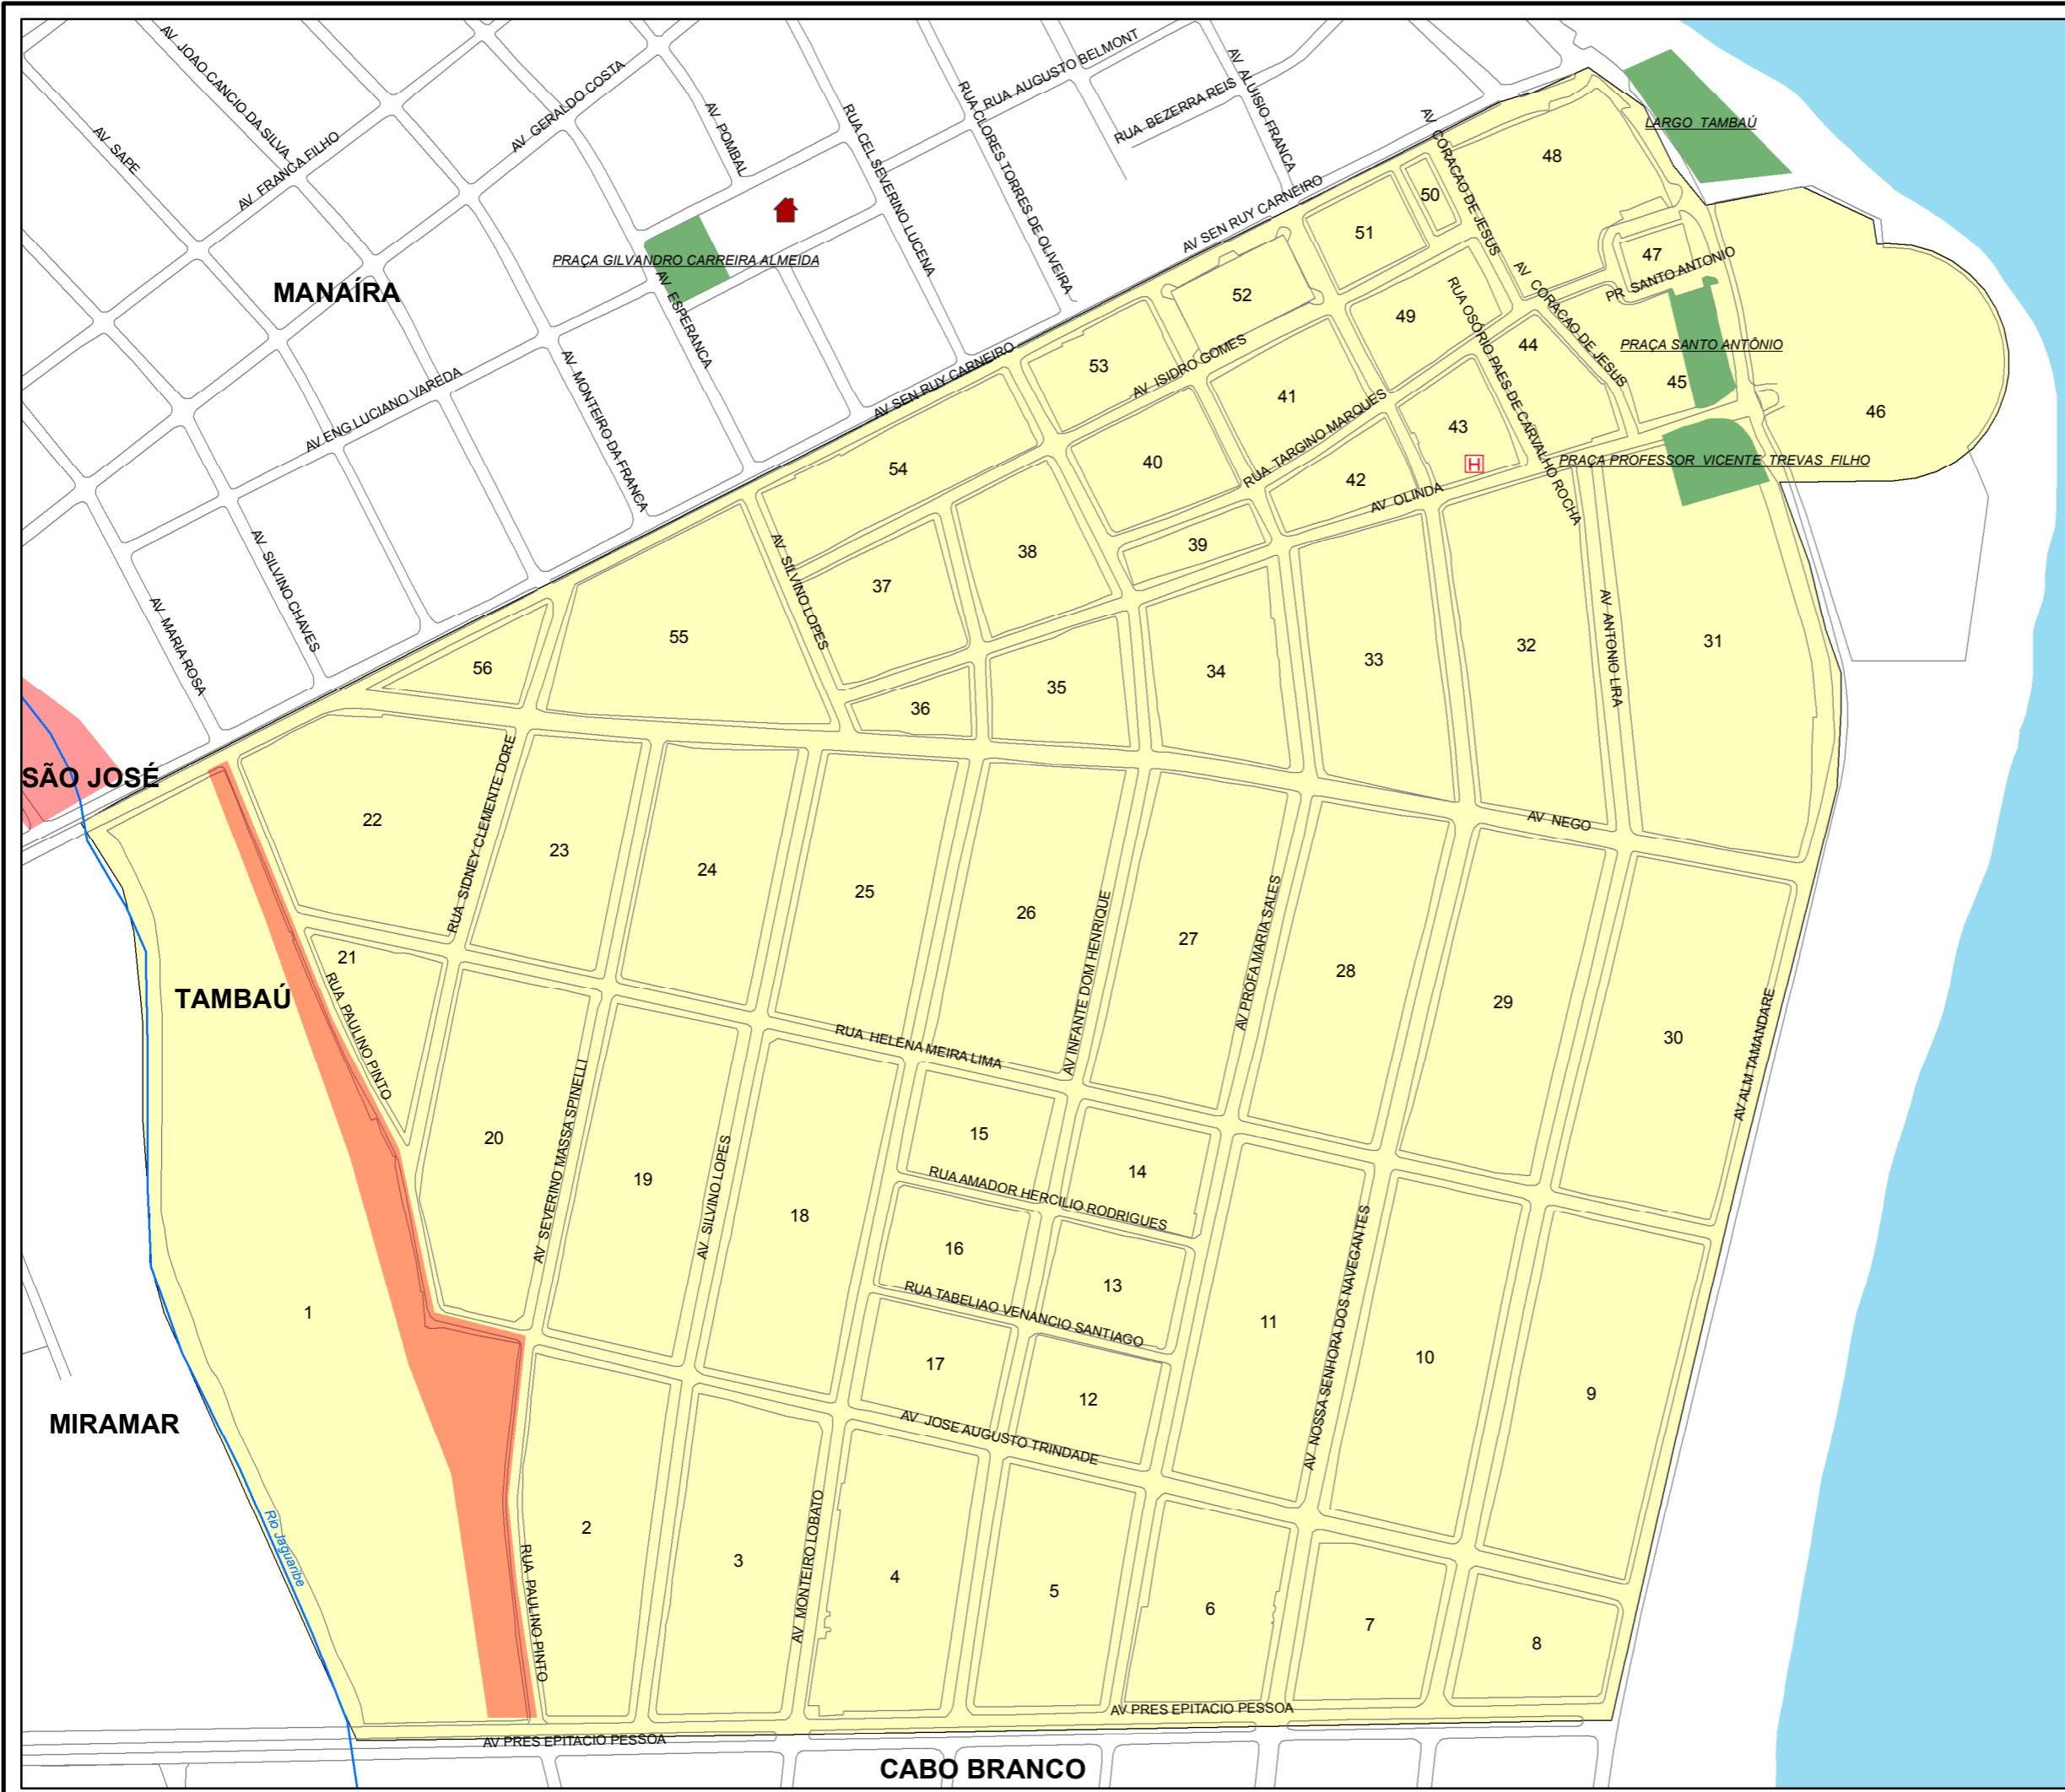 AV  JOAO CANCIO DA SILVA
AV  SAPE
AV  FRANCA FILHO
AV  GERALDO COSTA
AV  POMBAL
RUA CEL SEVERINO LUCENA
RUA CLORES TORRES DE OLIVEIRA
RUA  AUGUSTO BELMONT
RUA  BEZERRA REIS
AV  ALUISIO FRANCA
AV  CORACAO DE JESUS
LARGO  TAMBAÚ
48
50
51
AV SEN RUY CARNEIRO
47
PR  SANTO ANTONIO
PRAÇA GILVANDRO CARREIRA ALMEIDA
MANAÍRA
AV  ESPERANCA
52
49
RUA OSÓRIO PAES DE CARVALHO ROCHA
AV  CORACAO DE JESUS
44
PRAÇA SANTO ANTÔNIO
45
46
AV ENG LUCIANO VAREDA
AV  MONTEIRO DA FRANCA
AV SEN RUY CARNEIRO
53
AV  ISIDRO GOMES
41
RUA  TARGINO MARQUES
43
H
PRAÇA PROFESSOR  VICENTE  TREVAS  FILHO
54
40
42
AV  OLINDA
AV  SILVINO CHAVES
AV  MARIA ROSA
AV  SILVINO LOPES
37
38
39
AV  ANTONIO LIRA
55
56
36
35
34
33
32
31
SÃO JOSÉ
22
RUA  SIDNEY CLEMENTE DORE
23
24
25
26
AV INFANTE DOM HENRIQUE
27
AV PROFA MARIA SALES
28
29
AV  NEGO
30
AV ALM TAMANDARE
21
TAMBAÚ
RUA  PAULINO PINTO
RUA  HELENA MEIRA LIMA
20
AV  SEVERINO MASSA SPINELLI
19
AV  SILVINO LOPES
18
15
14
RUA AMADOR HERCILIO RODRIGUES
16
13
RUA TABELIAO VENANCIO SANTIAGO
17
12
11
AV  NOSSA SENHORA DOS NAVEGANTES
10
9
1
MIRAMAR
AV  JOSE AUGUSTO TRINDADE
Rio Jaguaribe
RUA  PAULINO PINTO
2
3
AV  MONTEIRO LOBATO
4
5
6
7
8
AV PRES EPITACIO PESSOA
AV PRES EPITACIO PESSOA
CABO BRANCO